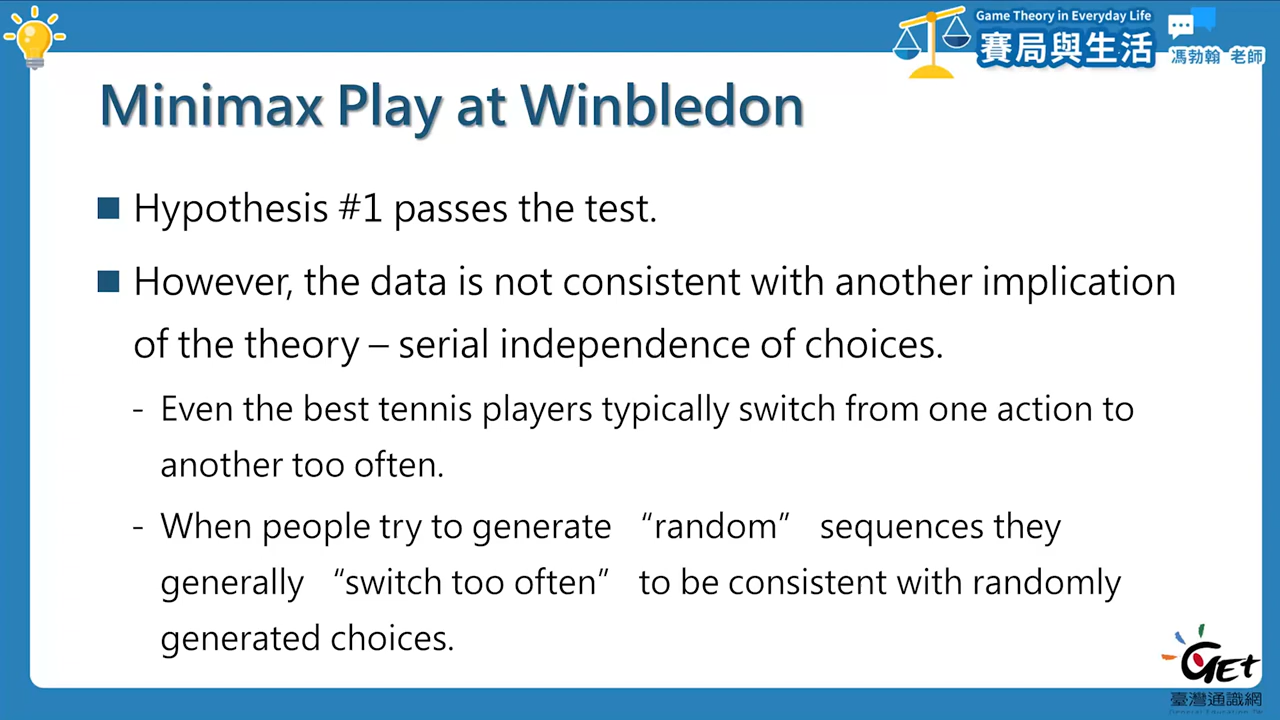 Game Theory in Everyday Life
賽局與生活
馮勃翰 老師
Minimax Play at Winbledon
Hypothesis #1 passes the test.
However, the data is not consistent with another implication
of the theory – serial independence of choices.
- Even the best tennis players typically switch from one action to
another too often.
- When people try to generate “random” sequences they
generally “switch too often” to be consistent with randomly
generated choices.
GET
臺灣通識網